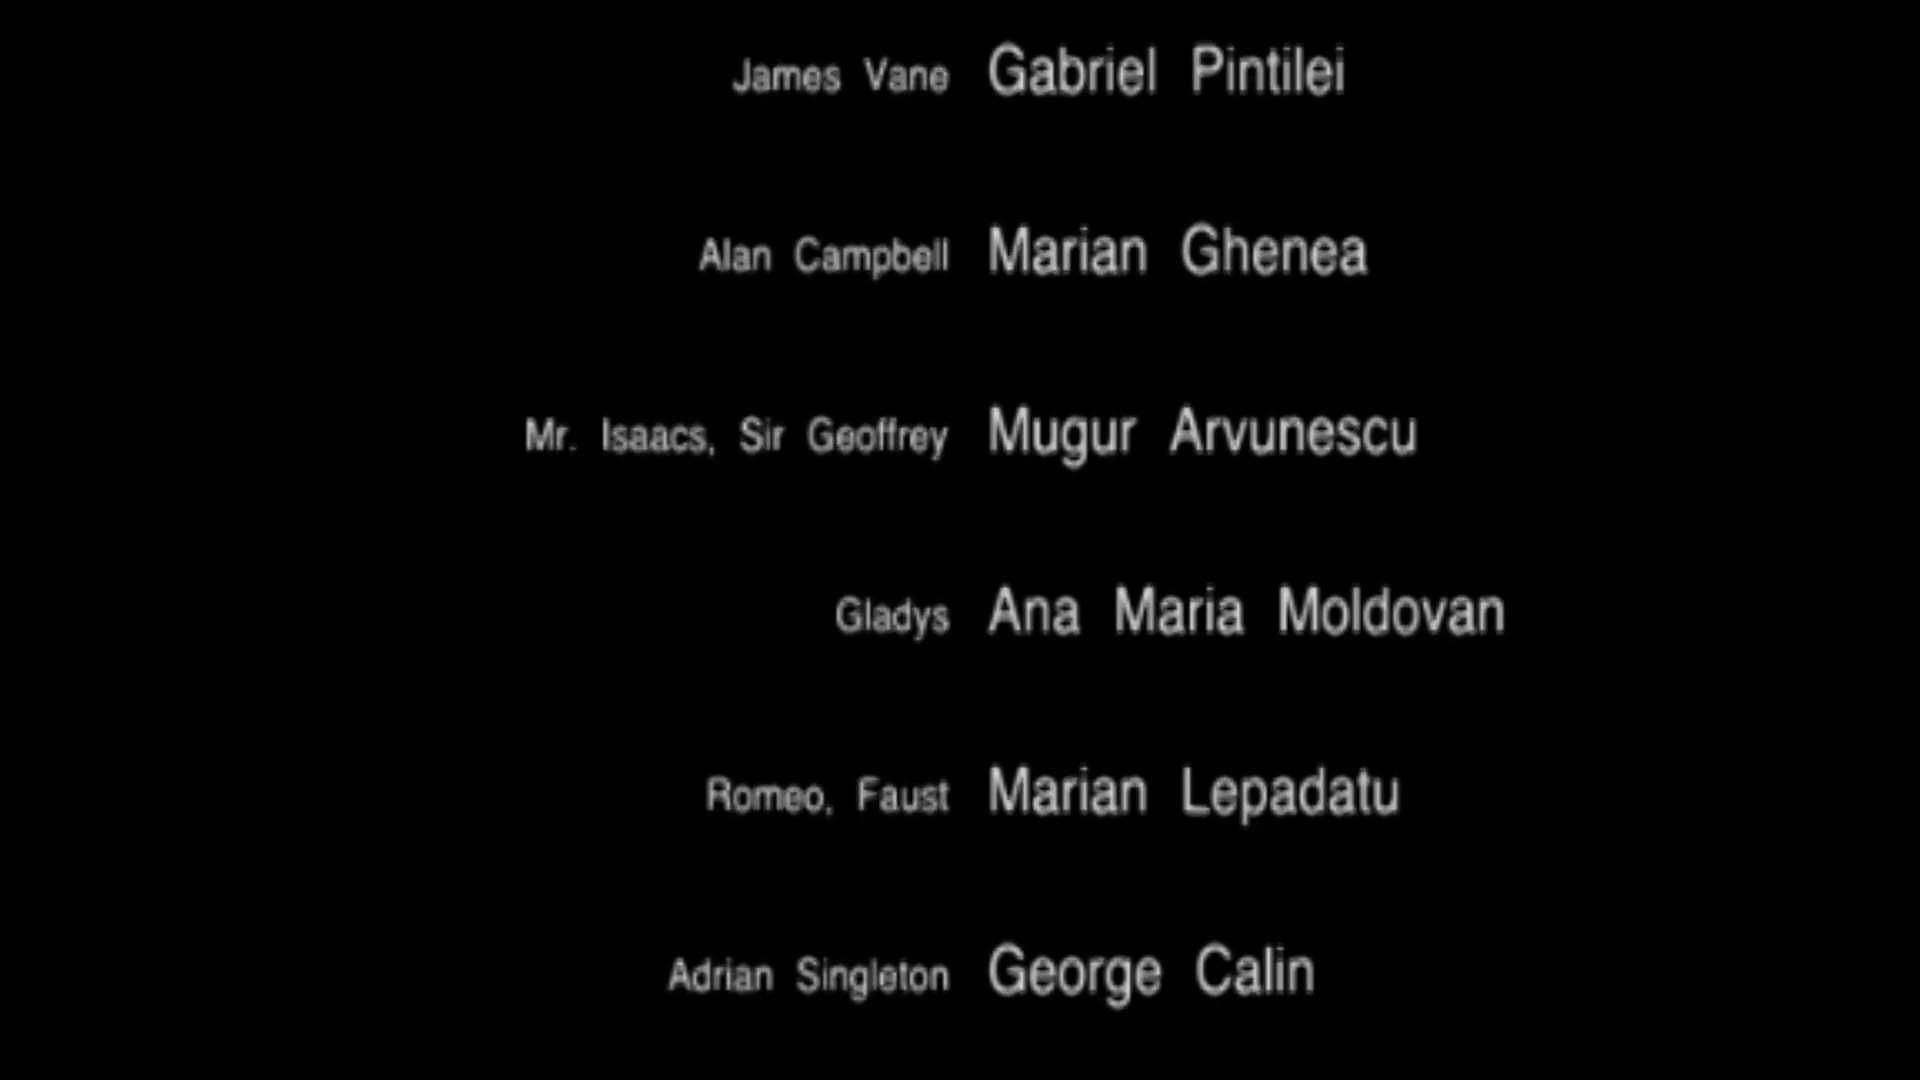 James Vane Gabriel Pintilei
Alan Campbell Marian Ghenea
Mr. Isaacs, Sir Geoffrey Mugur Arvunescu
Gladys Ana Maria Moldovan
Romeo, Faust Marian Lepadatu
Adrian Singleton George Calin